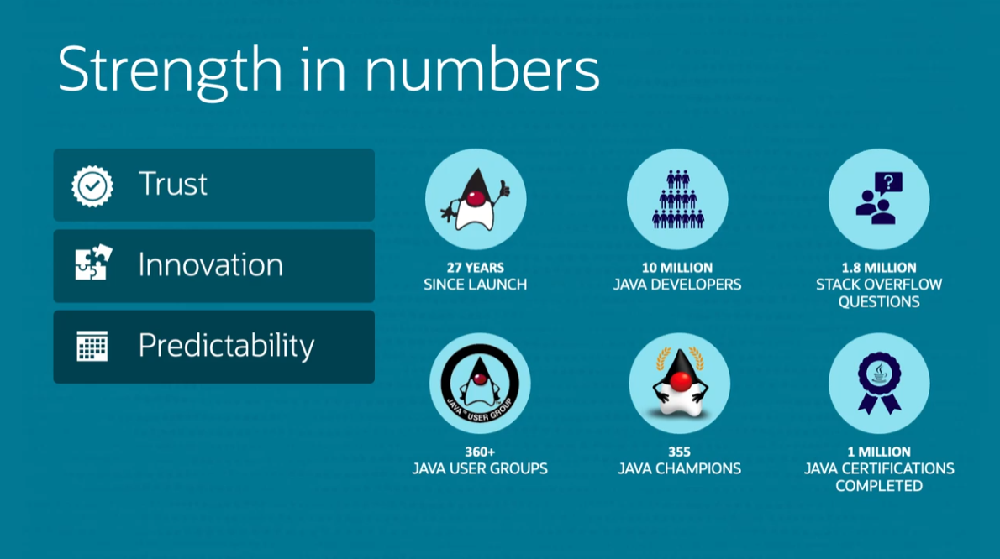 Strength in numbers
Trust
Innovation
Predictability
27 YEARS
SINCE LAUNCH
10 MILLION
JAVA DEVELOPERS
1.8 MILLION
STACK OVERFLOW
QUESTIONS
?
JAVA™ USER GROUP
360+
JAVA USER GROUPS
355
JAVA CHAMPIONS
1 MILLION
JAVA CERTIFICATIONS
COMPLETED